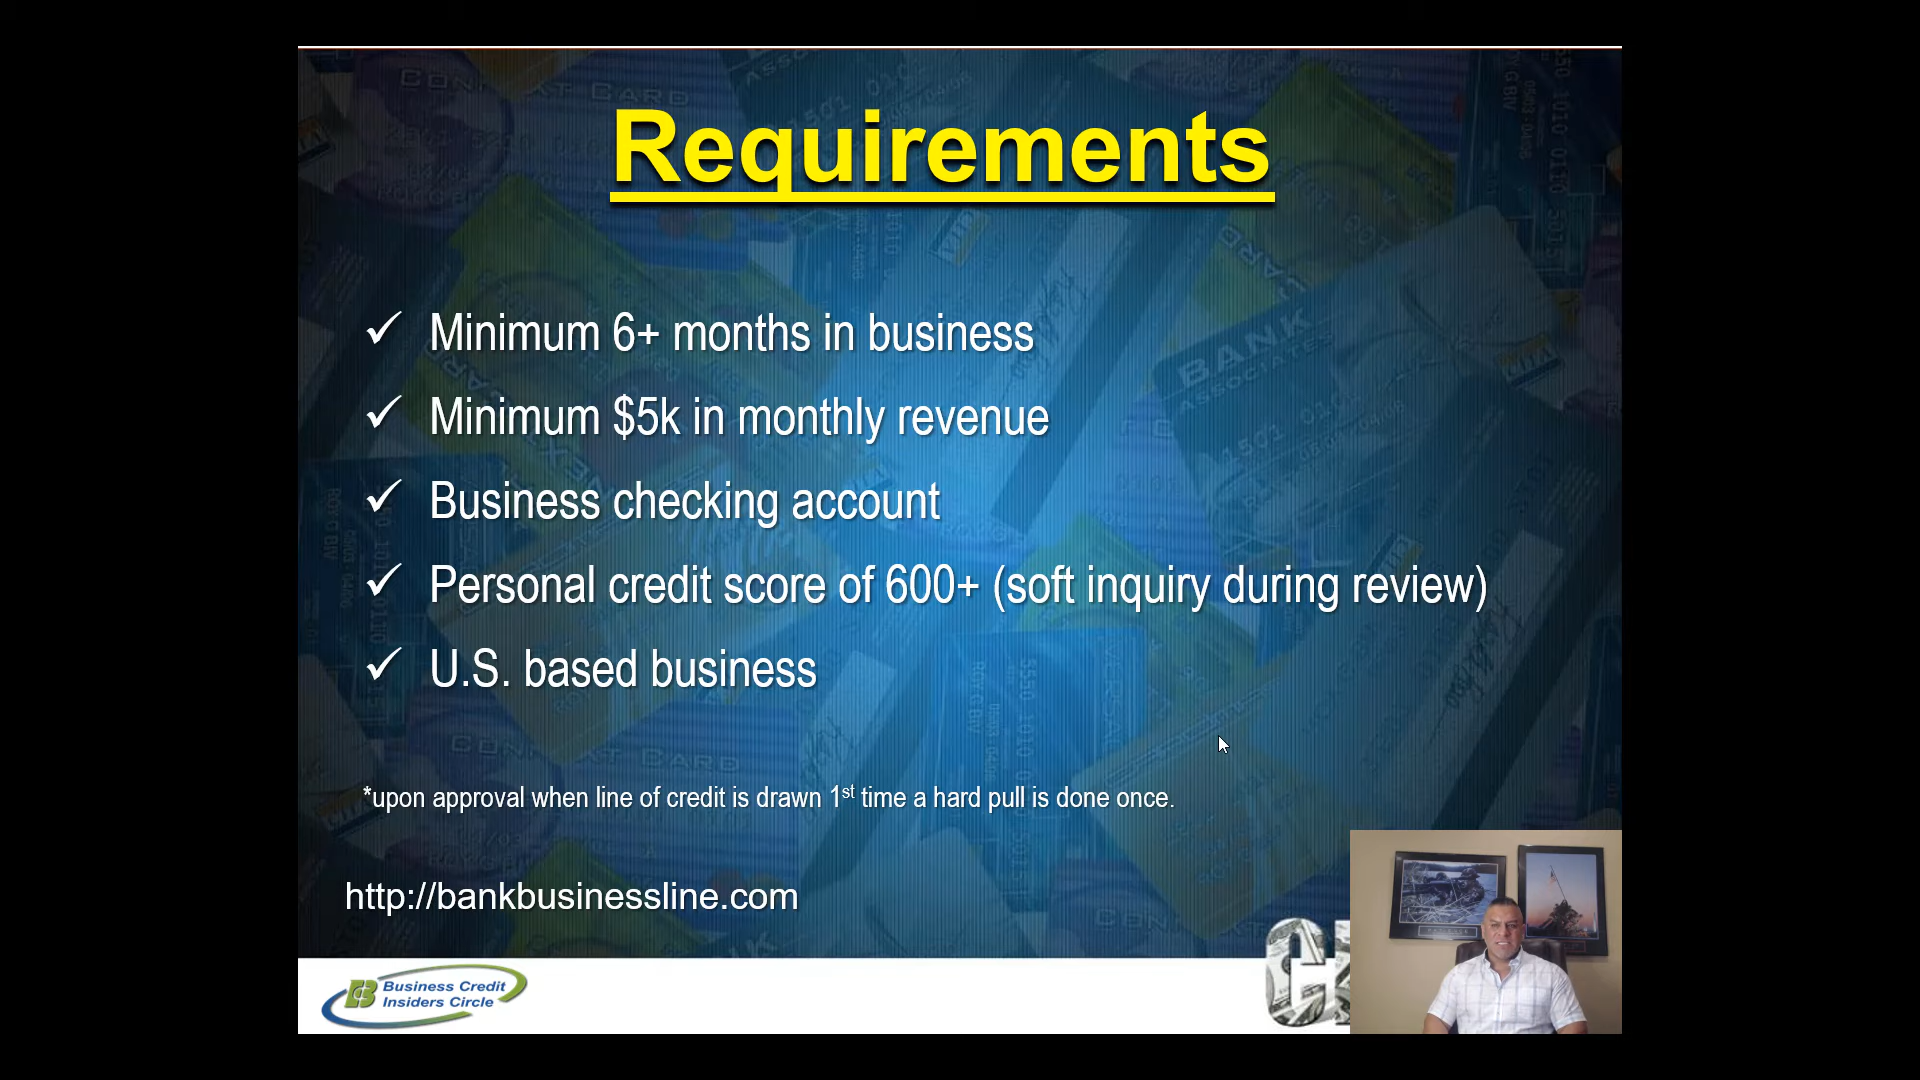 Requirements
✓ Minimum 6+ months in business
✓ Minimum $5k in monthly revenue
✓ Business checking account
✓ Personal credit score of 600+ (soft inquiry during review)
✓ U.S. based business
*upon approval when line of credit is drawn 1st time a hard pull is done once.
http://bankbusinessline.com
Business Credit
Insiders Circle
BANK
ASSOCIATES